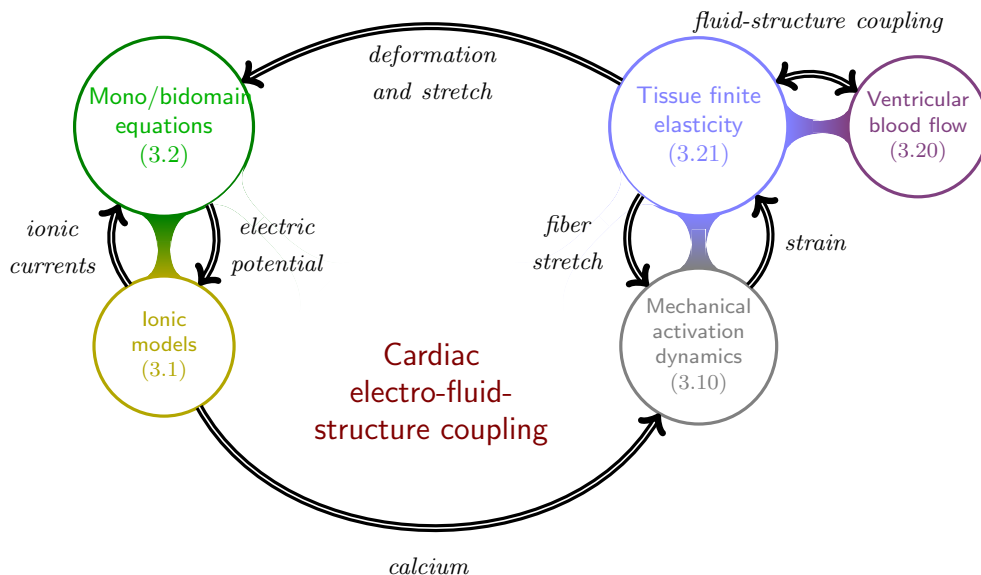 fluid-structure coupling
deformation
and stretch
Mono/bidomain
equations
(3.2)
Tissue finite
elasticity
(3.21)
Ventricular
blood flow
(3.20)
ionic
currents
electric
potential
fiber
stretch
strain
Ionic
models
(3.1)
Mechanical
activation
dynamics
(3.10)
Cardiac
electro-fluid-
structure coupling
calcium